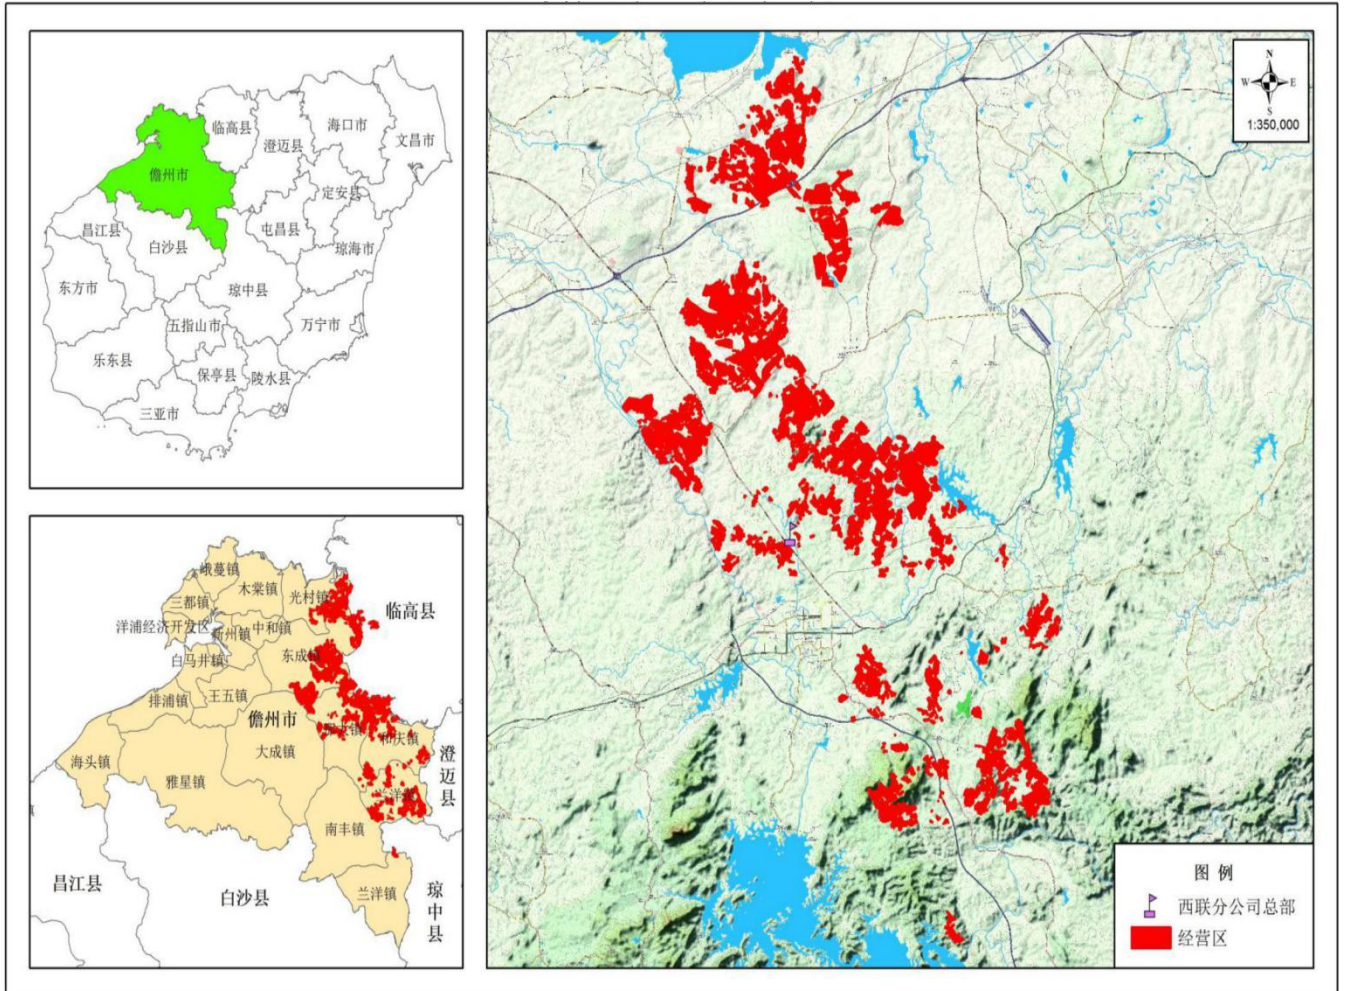 临高县
海口市
文昌市
澄迈县
儋州市
定安县
昌江县
白沙县
屯昌县
琼海市
东方市
琼中县
五指山市
万宁市
乐东县
保亭县
陵水县
三亚市
峨蔓镇
木棠镇
光村镇
三都镇
临高县
洋浦经济开发区
新州镇
中和镇
白马井镇
东成镇
排浦镇
王五镇
儋州市
和庆镇
大成镇
海头镇
雅星镇
澄迈县
南丰镇
昌江县
白沙县
兰洋镇
琼中县
N
W
E
S
1:350,000
图 例
西联分公司总部
经营区